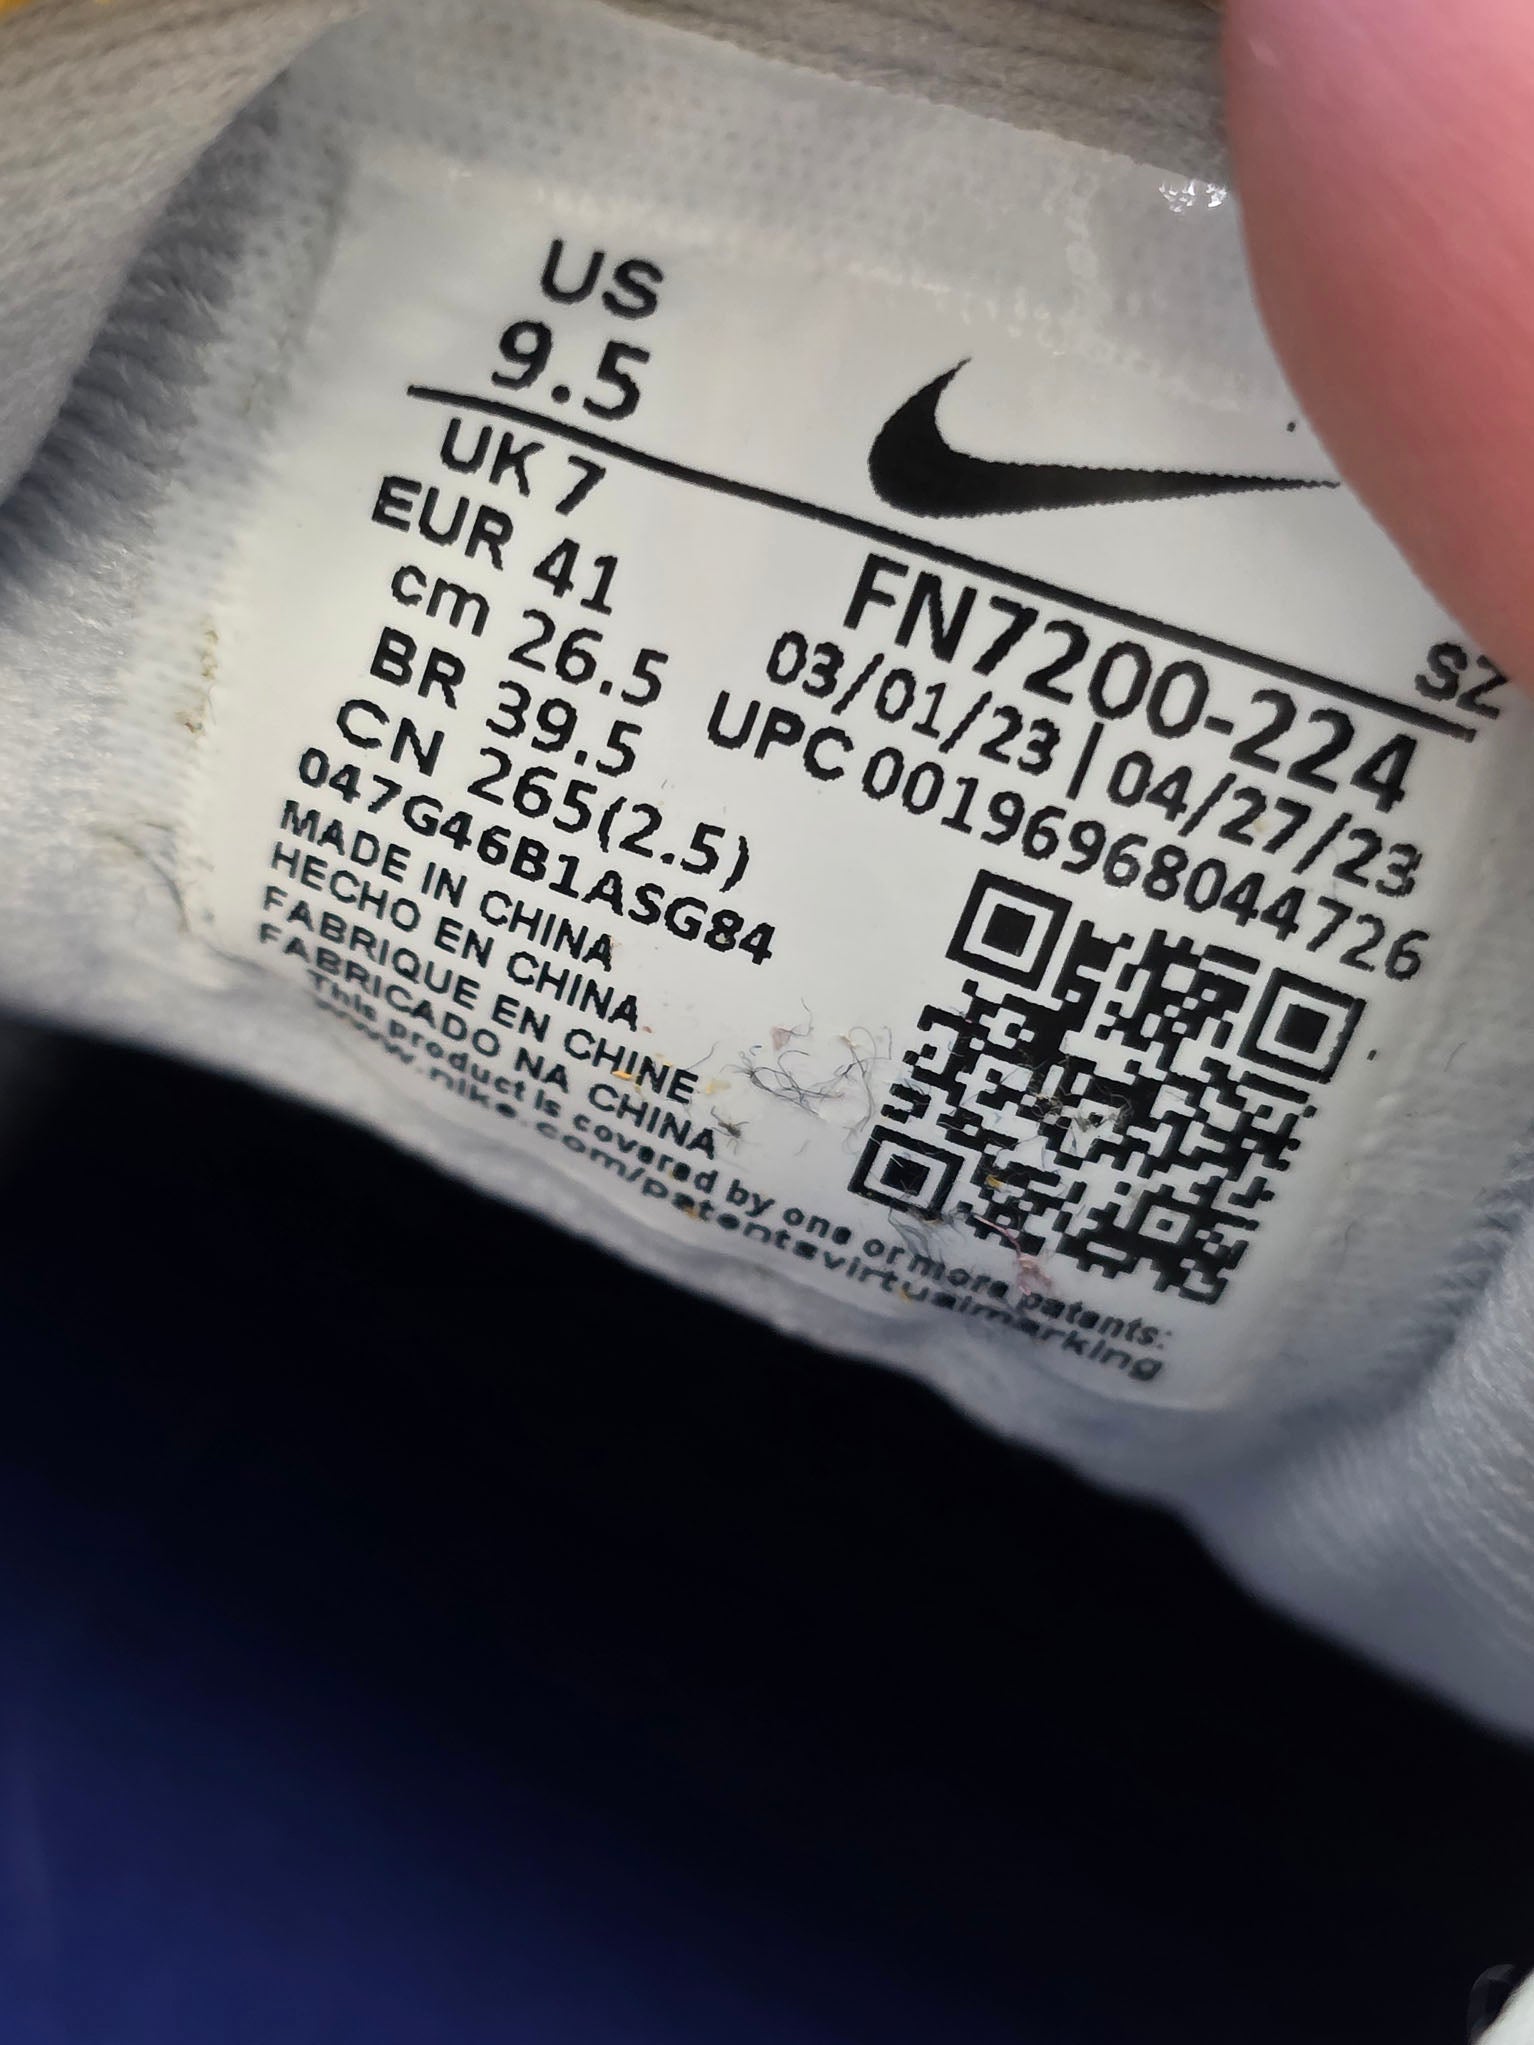 US
9.5
UK 7
EUR 41
cm 26.5
BR 39.5
CN 265(2.5)
047G46B1ASG84
MADE IN CHINA
HECHO EN CHINA
FABRIQUE EN CHINE
FABRICADO NA CHINA
This product is covered by one or more patents:
www.nike.com/patentsvirtualmarking
SZ
FN7200-224
03/01/23 | 04/27/23
UPC 00196968044726